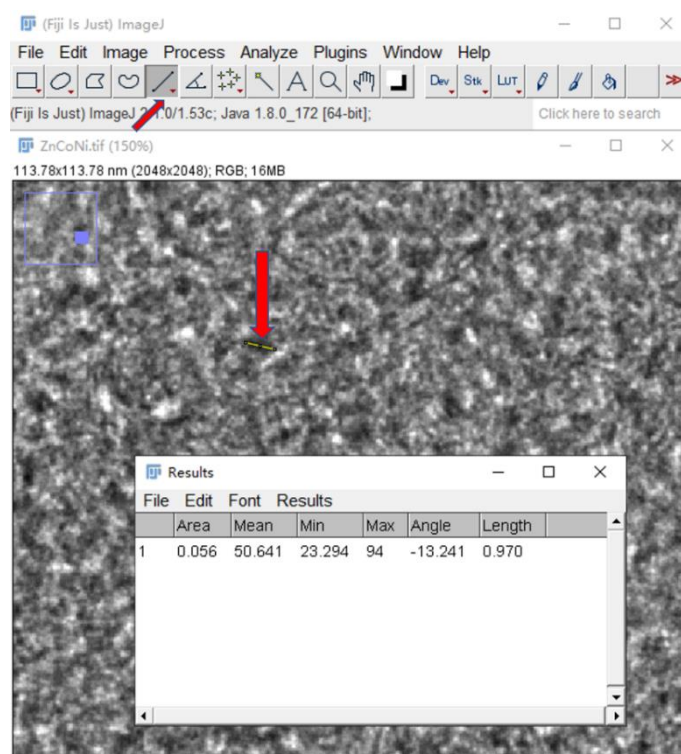 (Fiji Is Just) ImageJ
File Edit Image Process Analyze Plugins Window Help
Dev Stk LUT
(Fiji Is Just) ImageJ 1.0/1.53c; Java 1.8.0_172 [64-bit]; Click here to search
ZnCoNi.tif (150%)
113.78x113.78 nm (2048x2048); RGB; 16MB
Results
File Edit Font Results
Area Mean Min Max Angle Length
1 0.056 50.641 23.294 94 -13.241 0.970